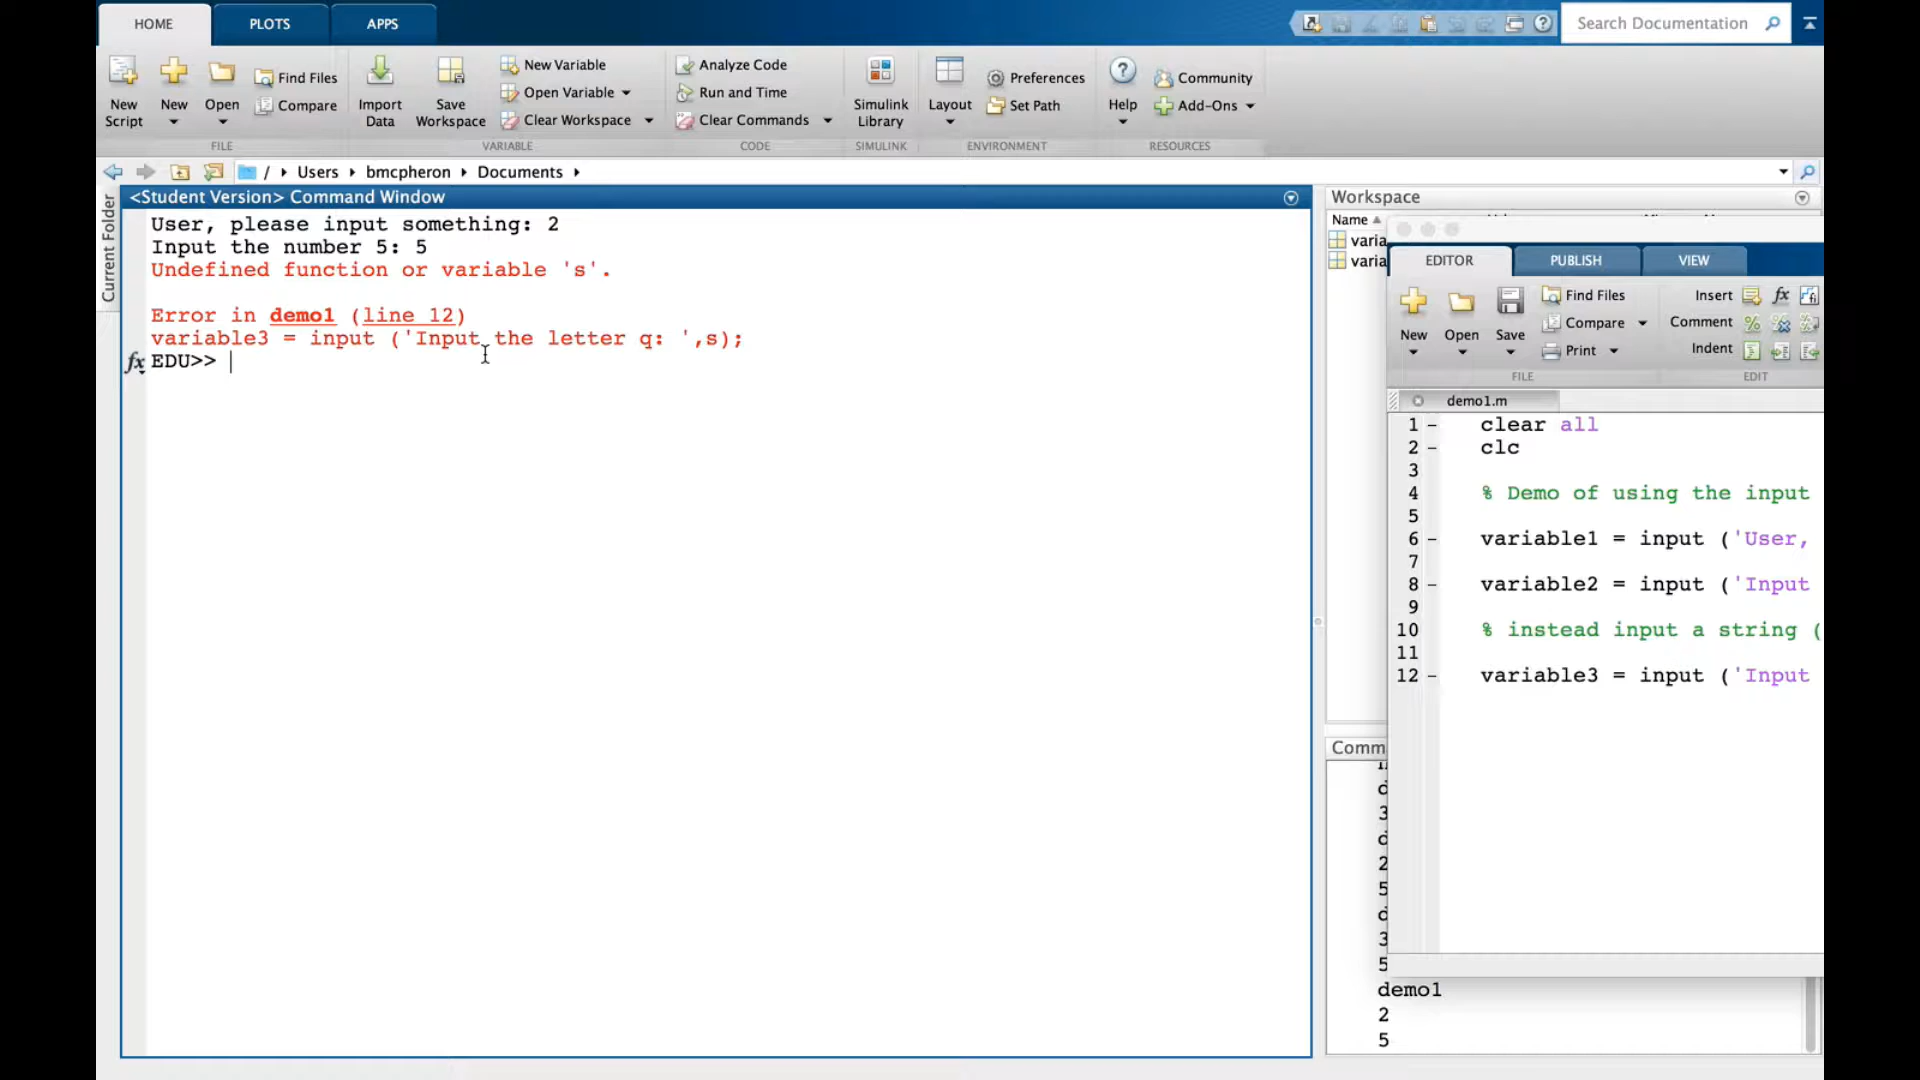 HOME PLOTS APPS
Search Documentation
New Script
New
Open
Find Files
Compare
Import Data
Save Workspace
New Variable
Open Variable
Clear Workspace
Analyze Code
Run and Time
Clear Commands
Simulink Library
Layout
Preferences
Set Path
Help
Community
Add-Ons
FILE VARIABLE CODE SIMULINK ENVIRONMENT RESOURCES
/ Users bmcpheron Documents
Current Folder
<Student Version> Command Window
User, please input something: 2
Input the number 5: 5
Undefined function or variable 's'.
Error in demo1 (line 12)
variable3 = input ('Input the letter q: ',s);
fx EDU>>
Workspace
Name
varia
varia
EDITOR PUBLISH VIEW
New
Open
Save
Find Files
Compare
Print
Insert fx
Comment
Indent
FILE EDIT
demo1.m
1 clear all
2 clc
3
4 % Demo of using the input
5
6 variable1 = input ('User,
7
8 variable2 = input ('Input
9
10 % instead input a string (
11
12 variable3 = input ('Input
Comm
d
3
d
2
5
d
3
5
demo1
2
5